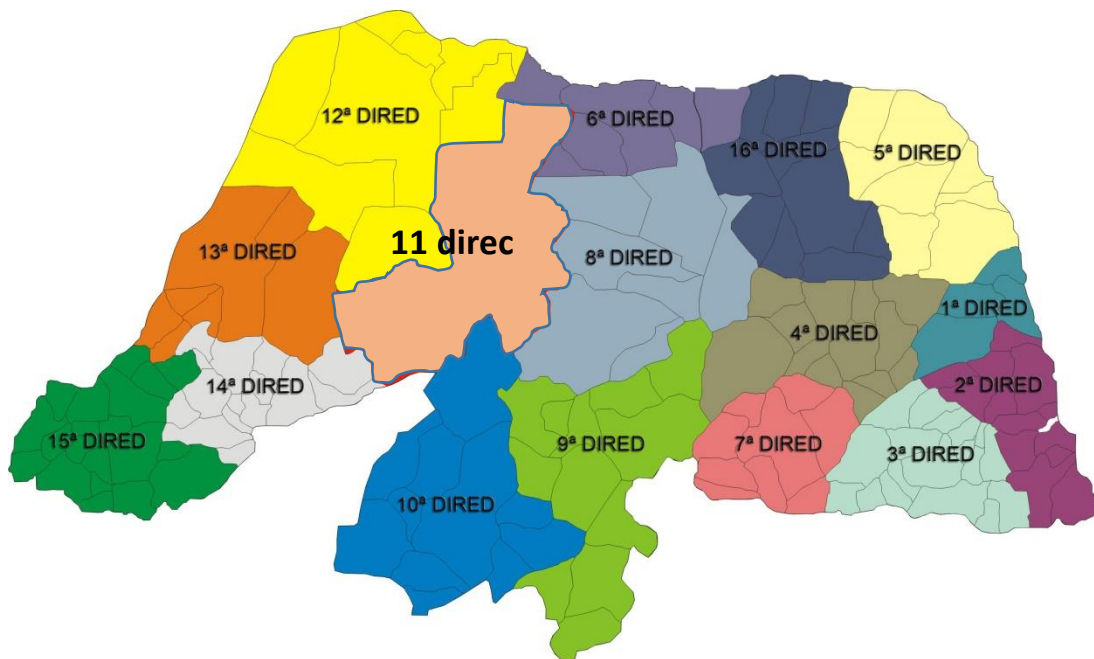 12ª DIRED
6ª DIRED
16ª DIRED
5ª DIRED
13ª DIRED
11 direc
8ª DIRED
1ª DIRED
4ª DIRED
14ª DIRED
2ª DIRED
15ª DIRED
9ª DIRED
7ª DIRED
3ª DIRED
10ª DIRED